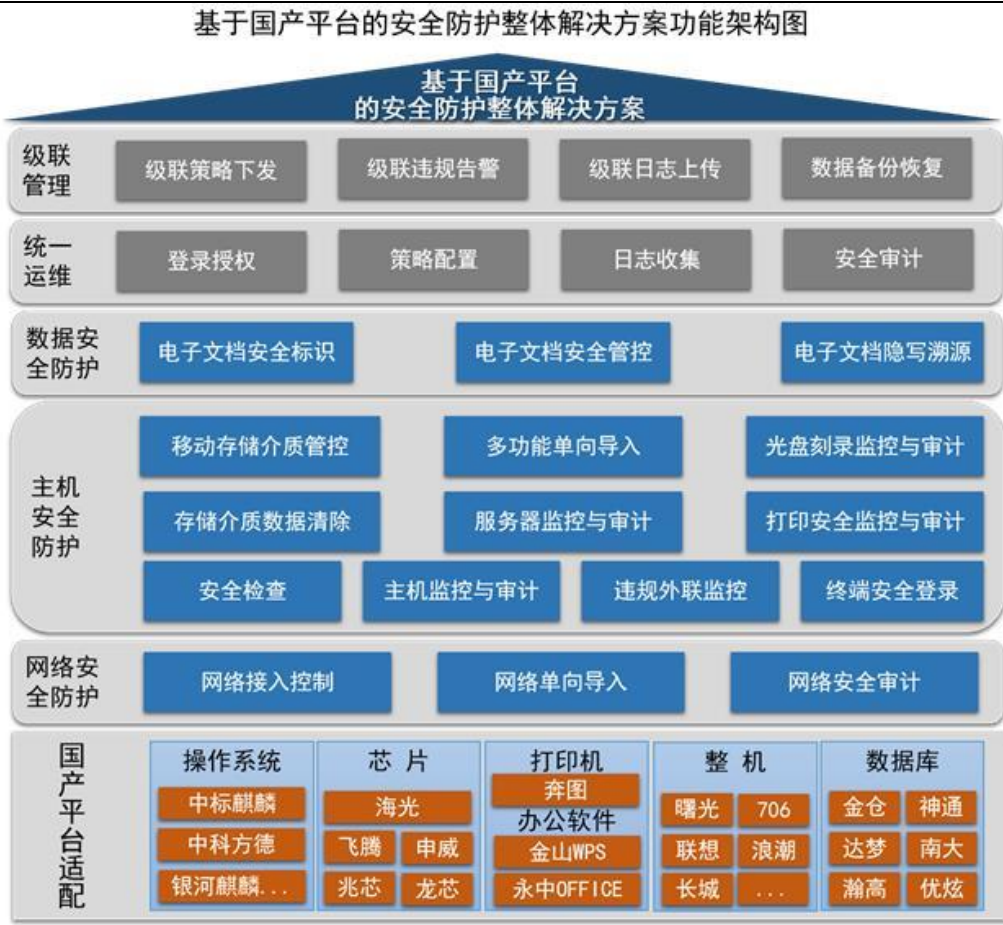 基于国产平台的安全防护整体解决方案功能架构图
基于国产平台
的安全防护整体解决方案
级联
管理
级联策略下发
级联违规告警
级联日志上传
数据备份恢复
统一
运维
登录授权
策略配置
日志收集
安全审计
数据安
全防护
电子文档安全标识
电子文档安全管控
电子文档隐写溯源
主机
安全
防护
移动存储介质管控
多功能单向导入
光盘刻录监控与审计
存储介质数据清除
服务器监控与审计
打印安全监控与审计
安全检查
主机监控与审计
违规外联监控
终端安全登录
网络安
全防护
网络接入控制
网络单向导入
网络安全审计
国产平台适配
操作系统
中标麒麟
中科方德
银河麒麟...
芯 片
海光
飞腾
申威
兆芯
龙芯
打印机
奔图
办公软件
金山WPS
永中OFFICE
整 机
曙光
706
联想
浪潮
长城
...
数据库
金仓
神通
达梦
南大
瀚高
优炫